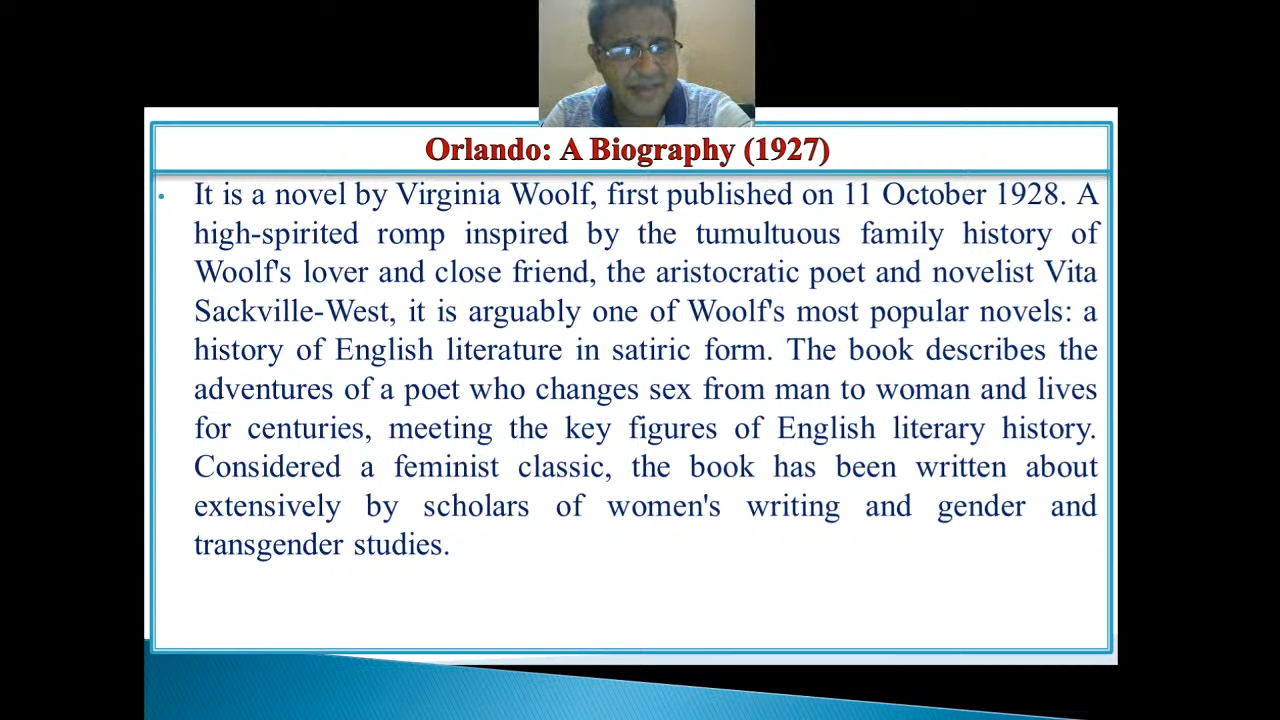 Orlando: A Biography (1927)
• It is a novel by Virginia Woolf, first published on 11 October 1928. A
high-spirited romp inspired by the tumultuous family history of
Woolf's lover and close friend, the aristocratic poet and novelist Vita
Sackville-West, it is arguably one of Woolf's most popular novels: a
history of English literature in satiric form. The book describes the
adventures of a poet who changes sex from man to woman and lives
for centuries, meeting the key figures of English literary history.
Considered a feminist classic, the book has been written about
extensively by scholars of women's writing and gender and
transgender studies.